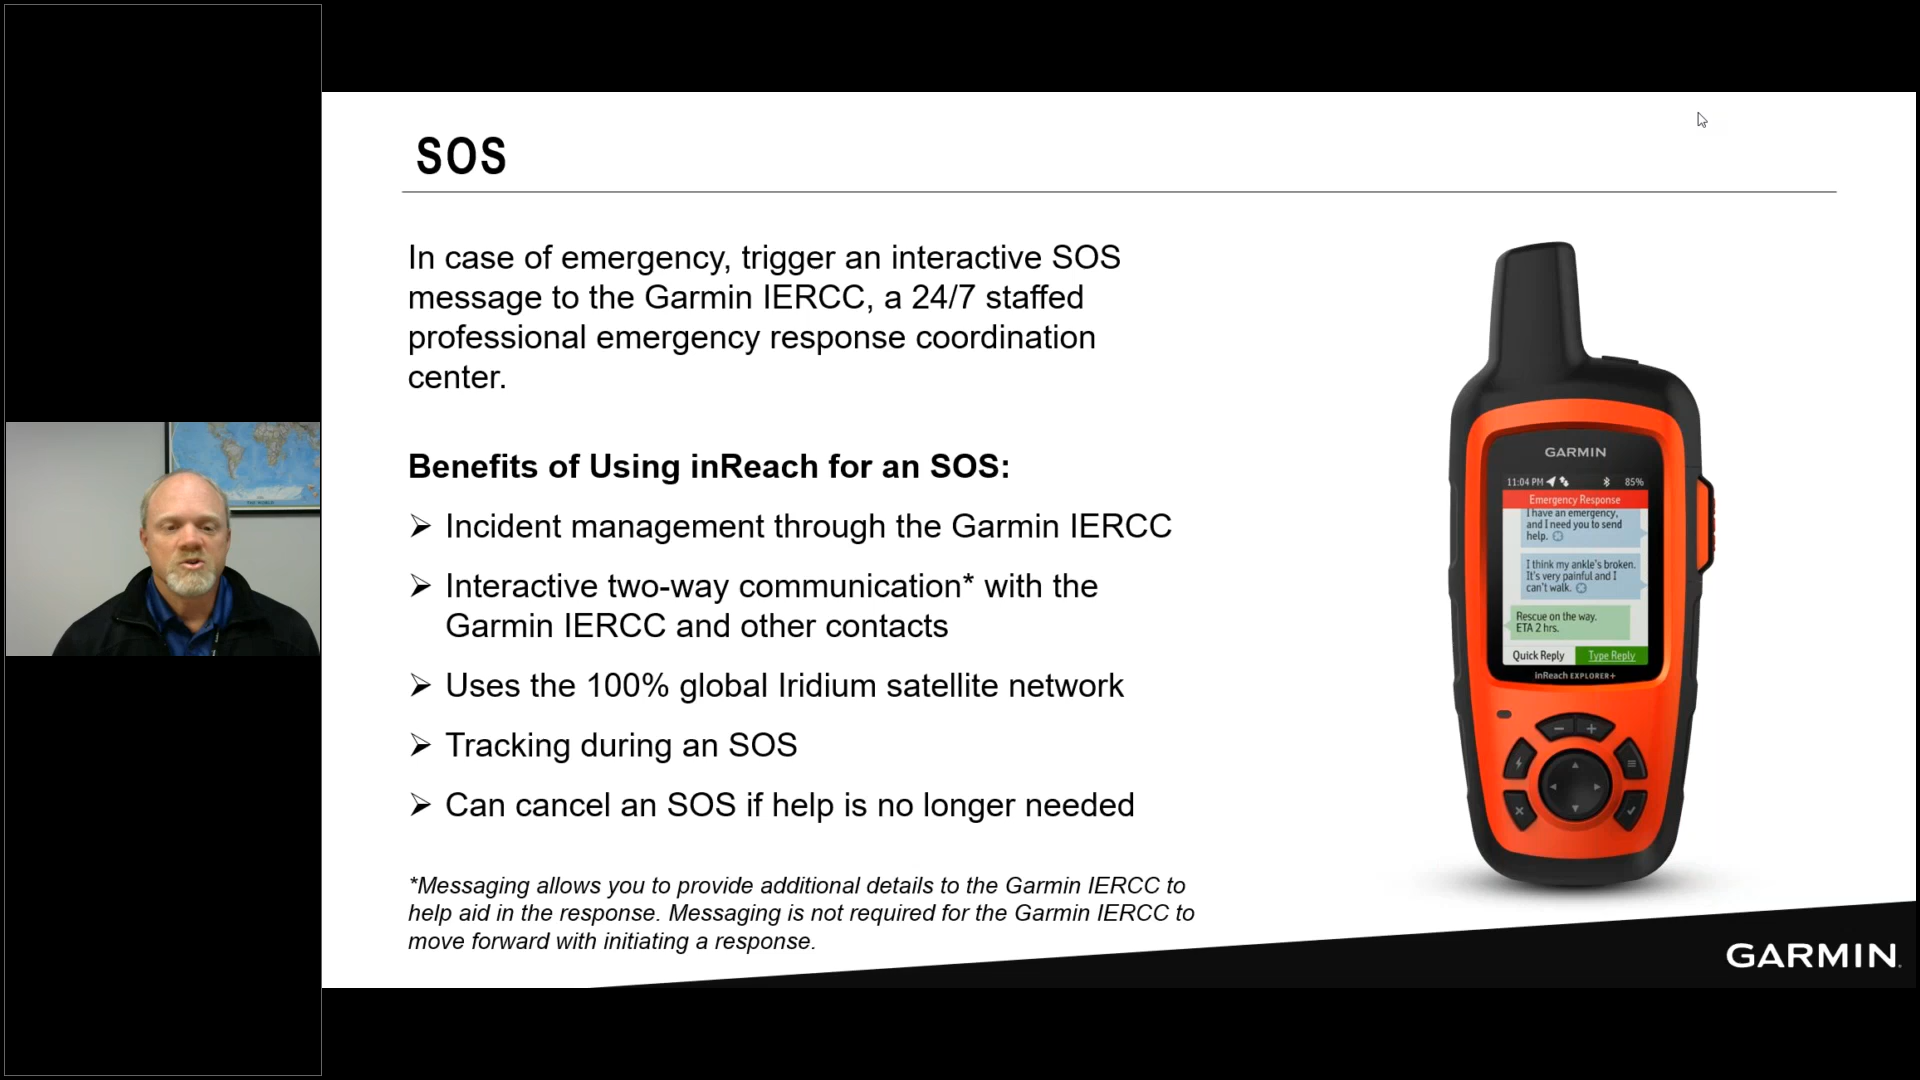 SOS
In case of emergency, trigger an interactive SOS
message to the Garmin IERCC, a 24/7 staffed
professional emergency response coordination
center.
Benefits of Using inReach for an SOS:
Incident management through the Garmin IERCC
Interactive two-way communication* with the
Garmin IERCC and other contacts
Uses the 100% global Iridium satellite network
Tracking during an SOS
Can cancel an SOS if help is no longer needed
*Messaging allows you to provide additional details to the Garmin IERCC to
help aid in the response. Messaging is not required for the Garmin IERCC to
move forward with initiating a response.
GARMIN
11:04 PM 85%
Emergency Response
I have an emergency,
and I need you to send
help.
I think my ankle's broken.
It's very painful and I
can't walk.
Rescue on the way.
ETA 2 hrs.
Quick Reply Type Reply
inReach EXPLORER+
GARMIN.
THE WORLD